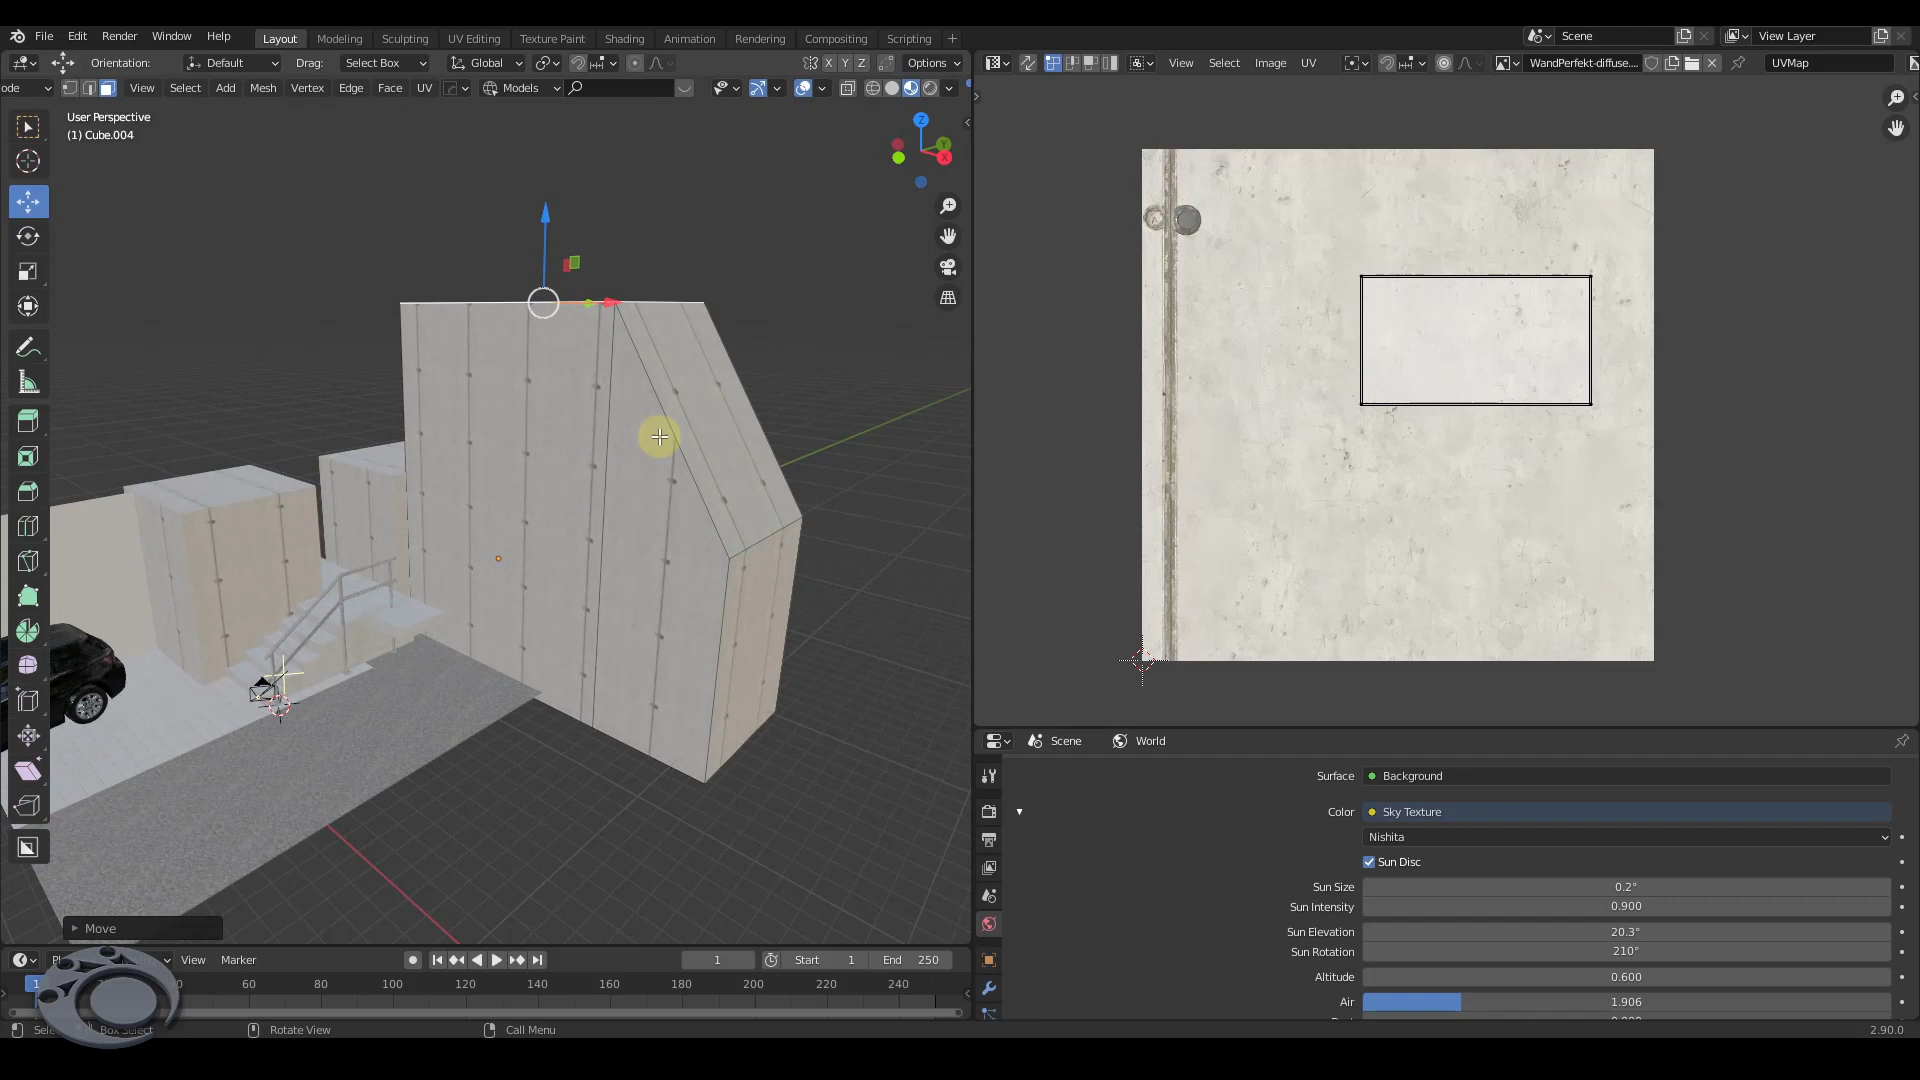 File Edit Render Window Help Layout Modeling Sculpting UV Editing Texture Paint Shading Animation Rendering Compositing Scripting + Scene View Layer
Orientation: Default Drag: Select Box Global X Y Z Options View Select Image UV WandPerfekt-diffuse.... UVMap
ode View Select Add Mesh Vertex Edge Face UV Models
User Perspective
(1) Cube.004
Z
Y
X
Move
Scene World
Surface Background
Color Sky Texture
Nishita
Sun Disc
Sun Size 0.2°
Sun Intensity 0.900
Sun Elevation 20.3°
Sun Rotation 210°
Altitude 0.600
Air 1.906
View Marker 1 Start 1 End 250
1 60 80 100 120 140 160 180 200 220 240
Sele Box Select Rotate View Call Menu 2.90.0